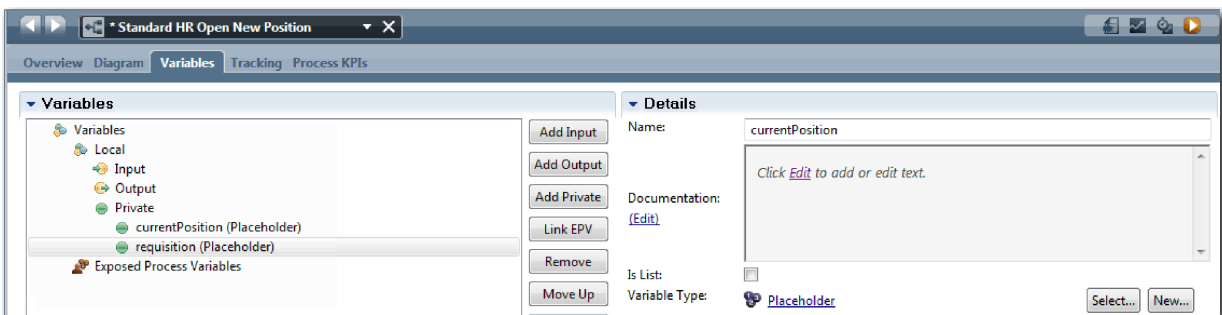 * Standard HR Open New Position
Overview Diagram Variables Tracking Process KPIs
Variables
Variables
Local
Input
Output
Private
currentPosition (Placeholder)
requisition (Placeholder)
Exposed Process Variables
Add Input
Add Output
Add Private
Link EPV
Remove
Move Up
Details
Name: currentPosition
Documentation:
(Edit)
Click Edit to add or edit text.
Is List:
Variable Type: Placeholder Select... New...